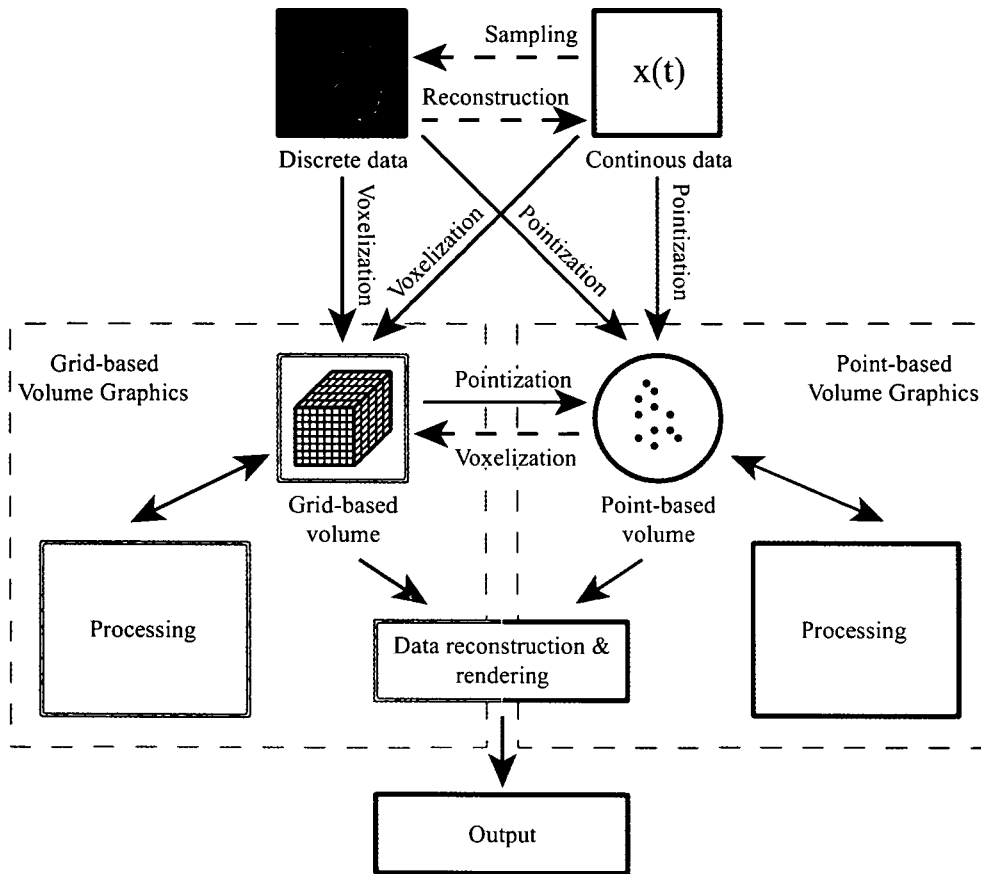 Sampling
x(t)
Reconstruction
Discrete data
Continous data
Voxelization
Voxelization
Pointization
Pointization
Grid-based
Volume Graphics
Point-based
Volume Graphics
Pointization
Voxelization
Grid-based
volume
Point-based
volume
Processing
Data reconstruction &
rendering
Processing
Output